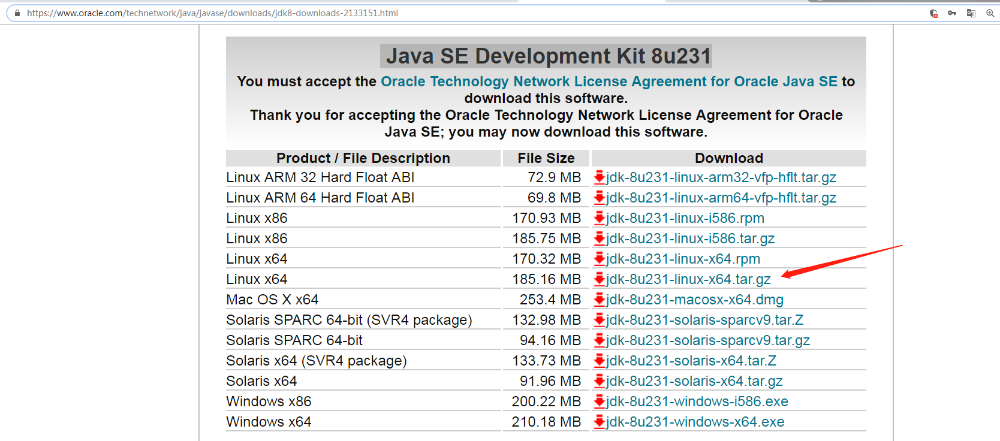 https://www.oracle.com/technetwork/java/javase/downloads/jdk8-downloads-2133151.html
Java SE Development Kit 8u231
You must accept the Oracle Technology Network License Agreement for Oracle Java SE to
download this software.
Thank you for accepting the Oracle Technology Network License Agreement for Oracle
Java SE; you may now download this software.
Product / File Description File Size Download
Linux ARM 32 Hard Float ABI 72.9 MB jdk-8u231-linux-arm32-vfp-hflt.tar.gz
Linux ARM 64 Hard Float ABI 69.8 MB jdk-8u231-linux-arm64-vfp-hflt.tar.gz
Linux x86 170.93 MB jdk-8u231-linux-i586.rpm
Linux x86 185.75 MB jdk-8u231-linux-i586.tar.gz
Linux x64 170.32 MB jdk-8u231-linux-x64.rpm
Linux x64 185.16 MB jdk-8u231-linux-x64.tar.gz
Mac OS X x64 253.4 MB jdk-8u231-macosx-x64.dmg
Solaris SPARC 64-bit (SVR4 package) 132.98 MB jdk-8u231-solaris-sparcv9.tar.Z
Solaris SPARC 64-bit 94.16 MB jdk-8u231-solaris-sparcv9.tar.gz
Solaris x64 (SVR4 package) 133.73 MB jdk-8u231-solaris-x64.tar.Z
Solaris x64 91.96 MB jdk-8u231-solaris-x64.tar.gz
Windows x86 200.22 MB jdk-8u231-windows-i586.exe
Windows x64 210.18 MB jdk-8u231-windows-x64.exe